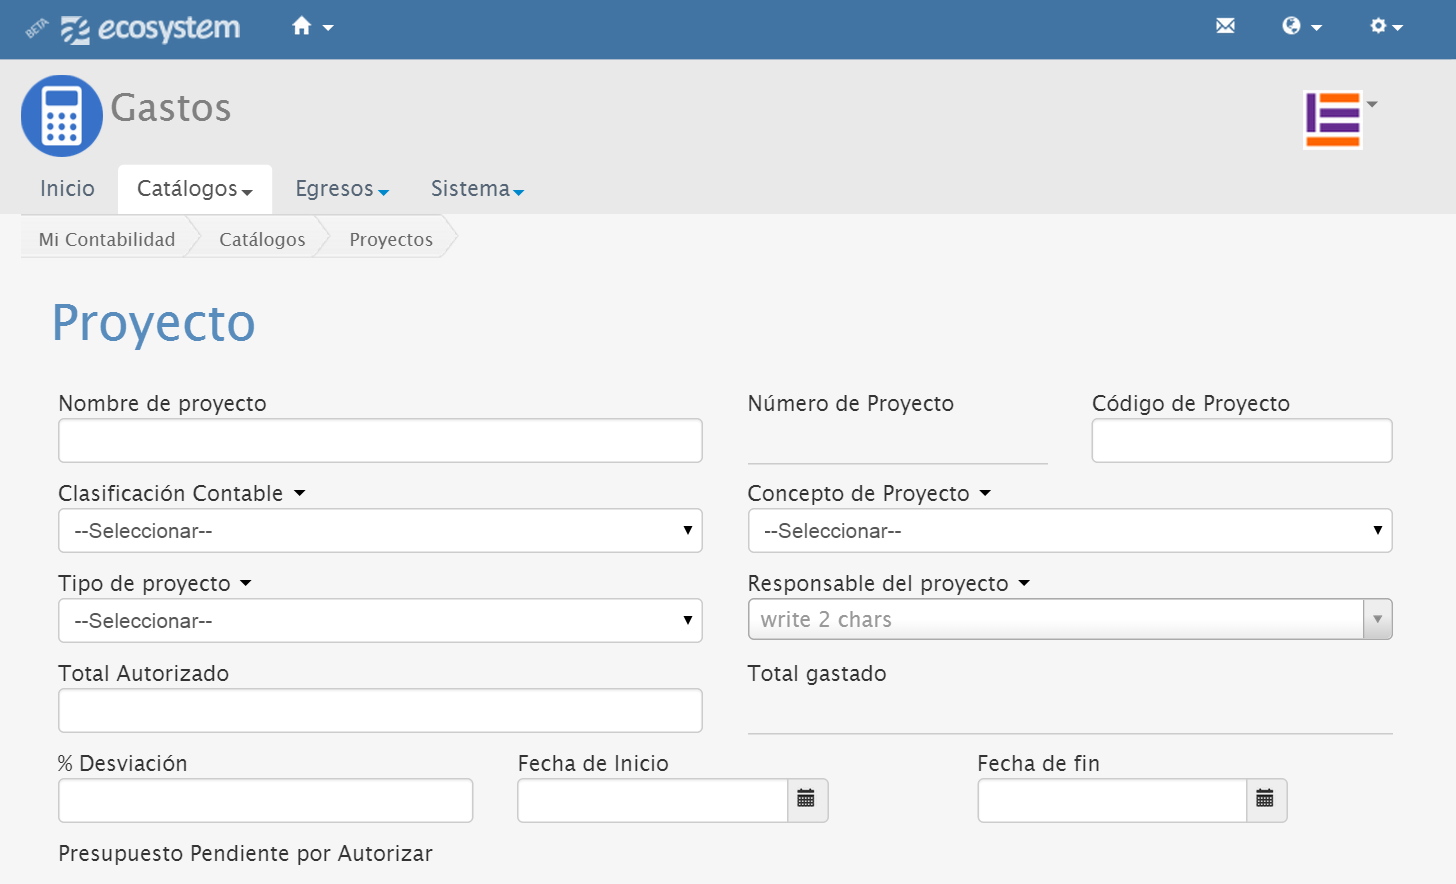 BETA ecosystem
Gastos
Inicio Catálogos Egresos Sistema
Mi Contabilidad Catálogos Proyectos
Proyecto
Nombre de proyecto Número de Proyecto Código de Proyecto
Clasificación Contable Concepto de Proyecto
--Seleccionar-- --Seleccionar--
Tipo de proyecto Responsable del proyecto
--Seleccionar-- write 2 chars
Total Autorizado Total gastado
% Desviación Fecha de Inicio Fecha de fin
Presupuesto Pendiente por Autorizar